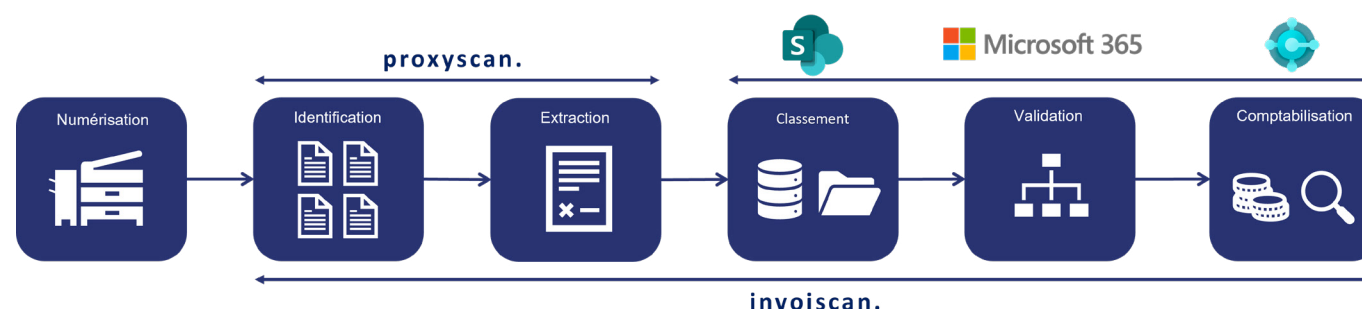 proxyscan.
S
Microsoft 365
Numérisation
Identification
Extraction
Classement
Validation
Comptabilisation
invoiscan.